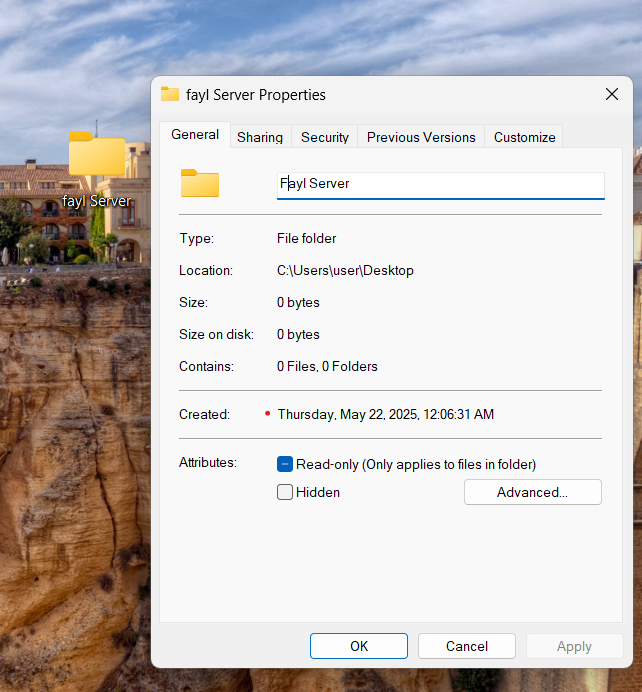 fayl Server Properties
General
Sharing
Security
Previous Versions
Customize
fayl Server
Fayl Server
Type:
File folder
Location:
C:\Users\user\Desktop
Size:
0 bytes
Size on disk:
0 bytes
Contains:
0 Files, 0 Folders
Created:
Thursday, May 22, 2025, 12:06:31 AM
Attributes:
Read-only (Only applies to files in folder)
Hidden
Advanced...
OK
Cancel
Apply